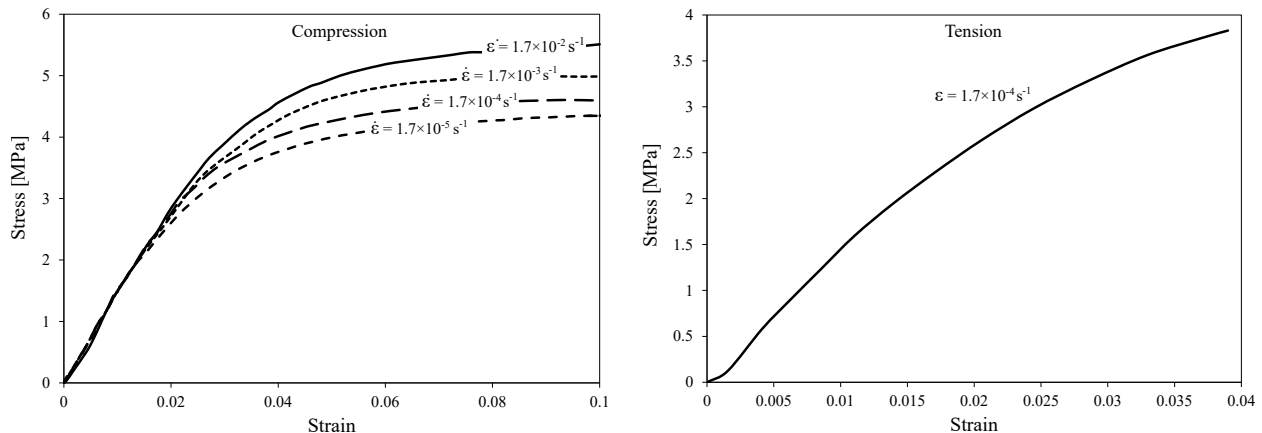 Compression
6
5
4
3
2
1
0
Stress [MPa]
ε˙ = 1.7×10⁻² s⁻¹
ε̇ = 1.7×10⁻³ s⁻¹
ε̇ = 1.7×10⁻⁴ s⁻¹
ε̇ = 1.7×10⁻⁵ s⁻¹
0 0.02 0.04 0.06 0.08 0.1
Strain
Tension
4
3.5
3
2.5
2
1.5
1
0.5
0
Stress [MPa]
ε = 1.7×10⁻⁴ s⁻¹
0 0.005 0.01 0.015 0.02 0.025 0.03 0.035 0.04
Strain